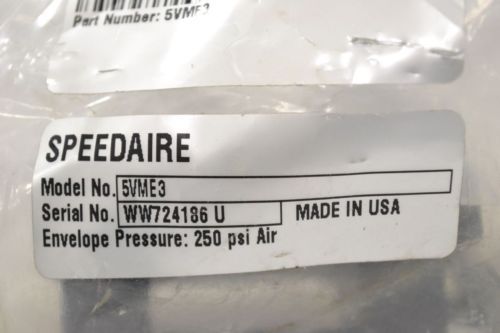 Part Number: 5VME3
SPEEDAIRE
Model No. 5VME3
Serial No. WW724186 U MADE IN USA
Envelope Pressure: 250 psi Air